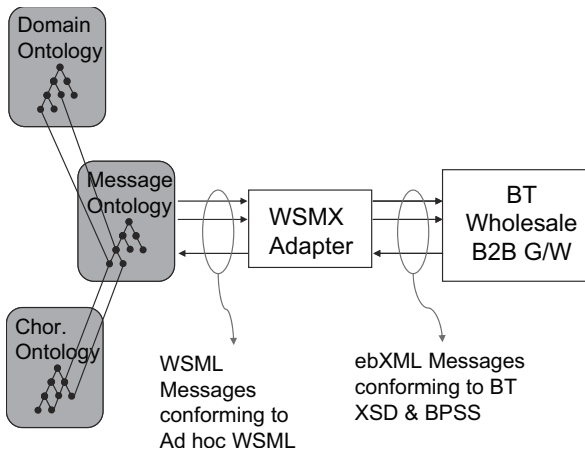 Domain
Ontology
Message
Ontology
Chor.
Ontology
WSMX
Adapter
BT
Wholesale
B2B G/W
WSML
Messages
conforming to
Ad hoc WSML
ebXML Messages
conforming to BT
XSD & BPSS